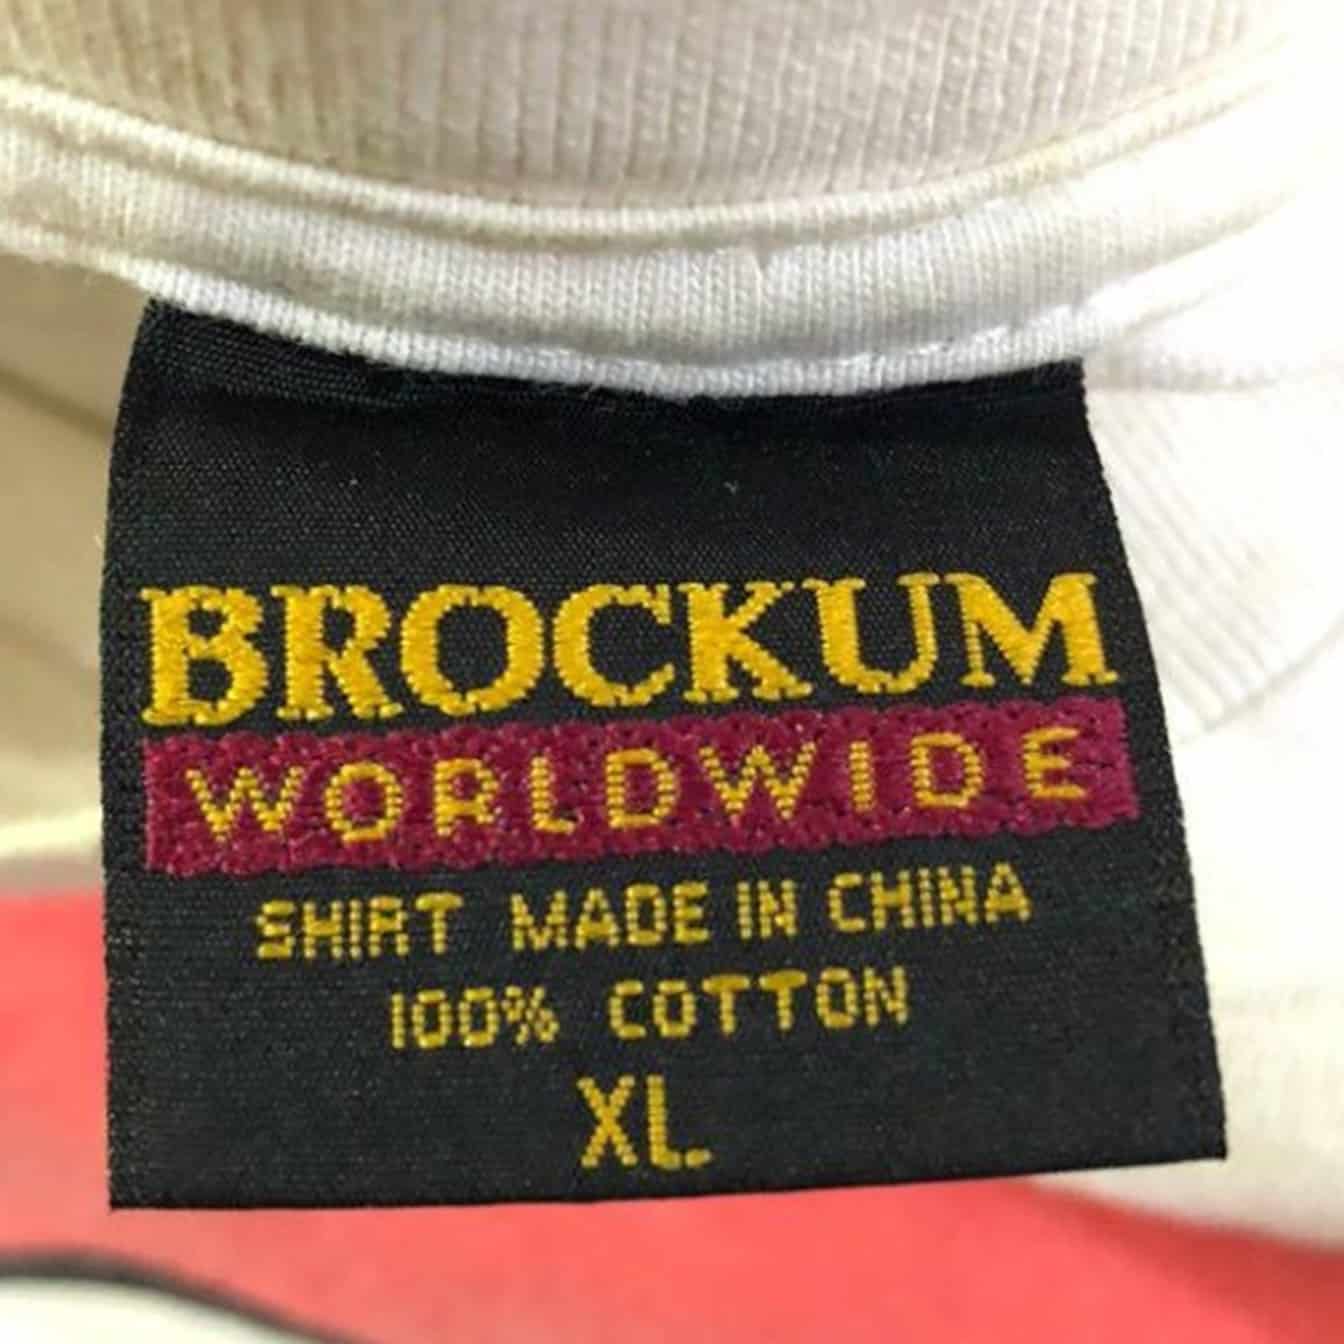 BROCKUM
WORLDWIDE
SHIRT MADE IN CHINA
100% COTTON
XL